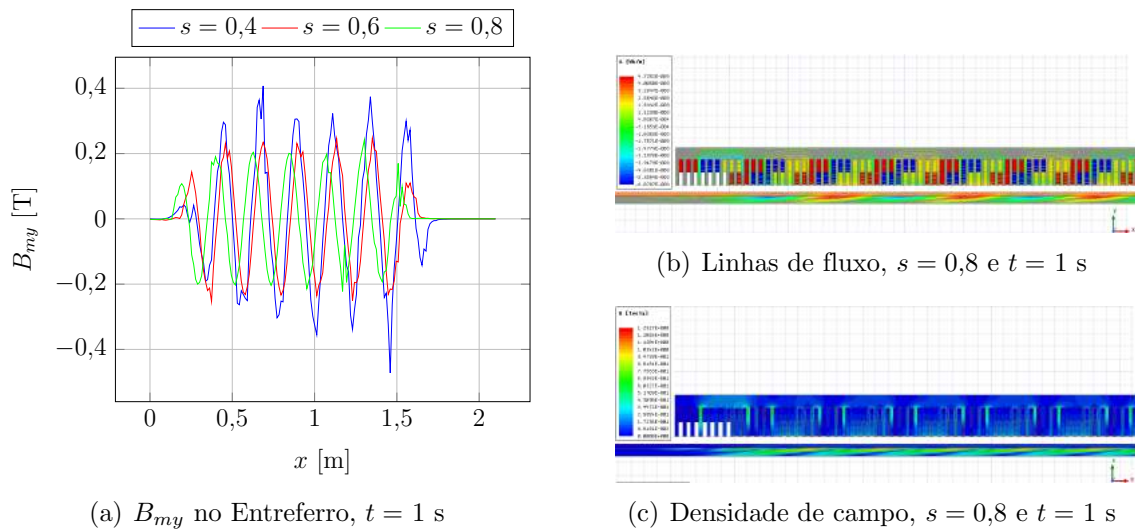 s = 0,4 s = 0,6 s = 0,8
0,4
0,2
0
−0,2
−0,4
B_my [T]
0 0,5 1 1,5 2
x [m]
(a) B_my no Entreferro, t = 1 s
A [Wb/m]
(b) Linhas de fluxo, s = 0,8 e t = 1 s
B [tesla]
(c) Densidade de campo, s = 0,8 e t = 1 s